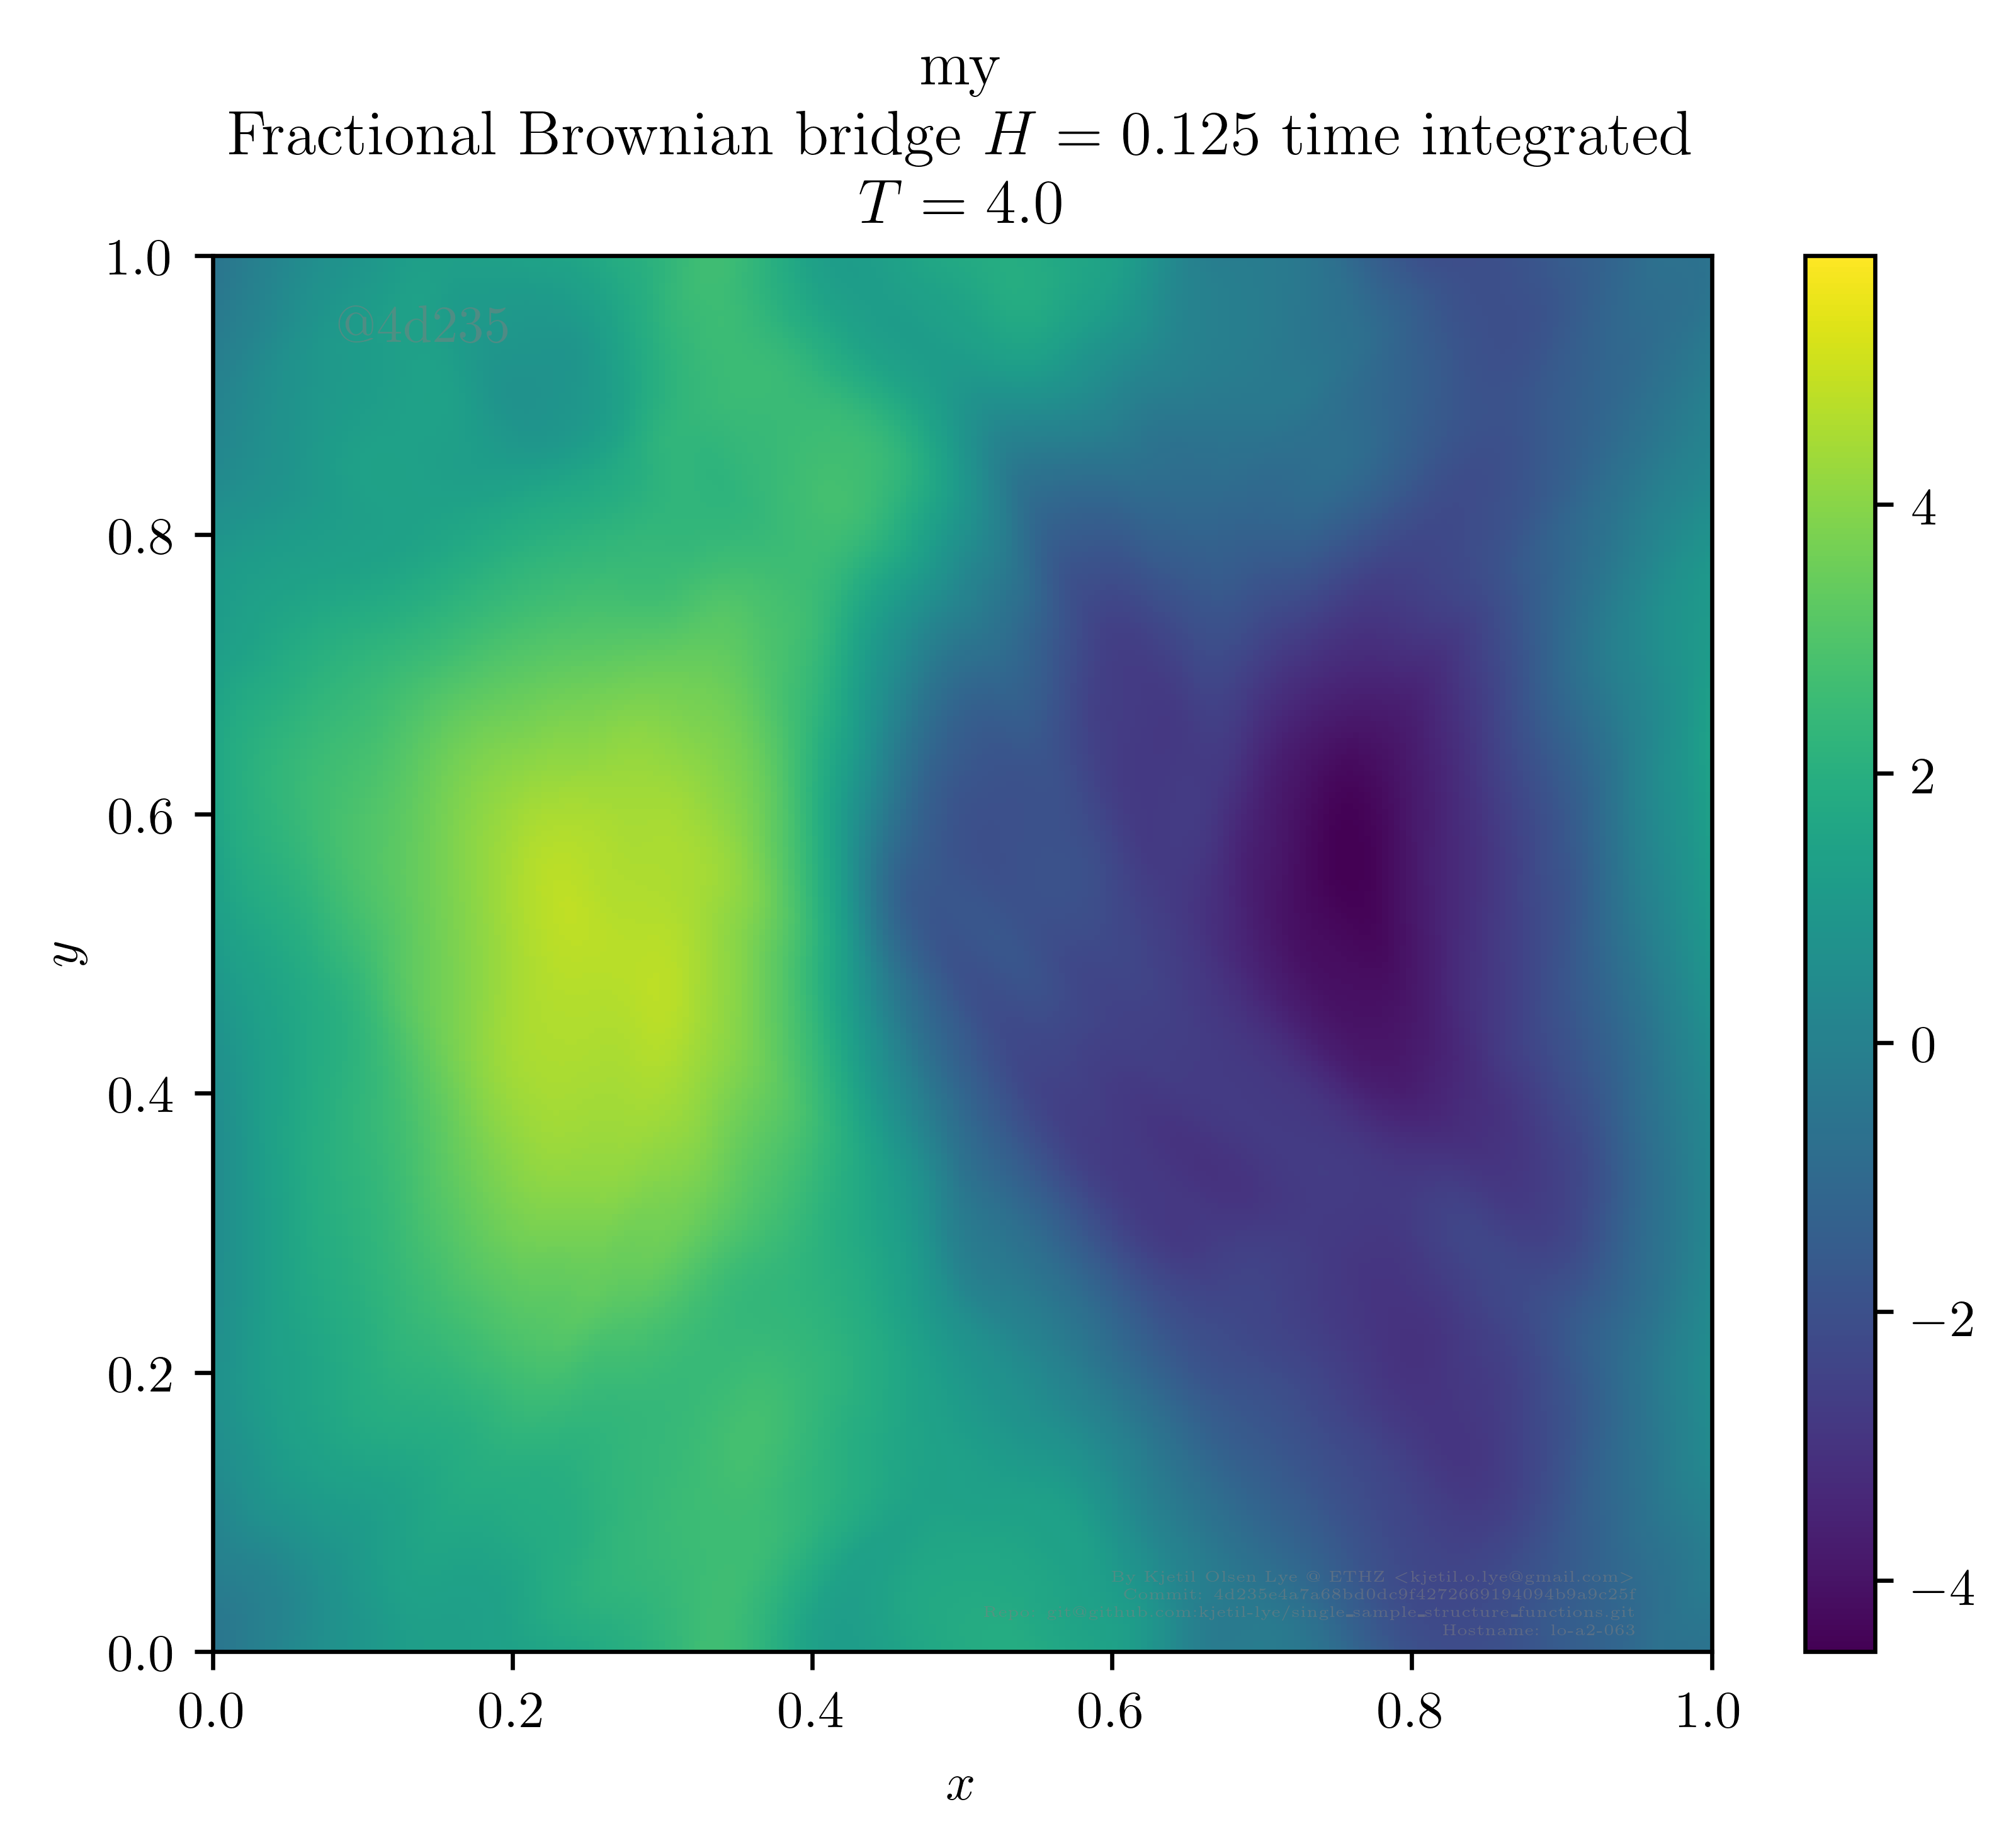 my
Fractional Brownian bridge H = 0.125 time integrated
T = 4.0
1.0
@4d235
0.8
0.6
0.4
0.2
0.0
y
4
2
0
−2
−4
By Kjetil Olsen Lye @ ETHZ <kjetil.o.lye@gmail.com>
Commit: 4d235e4a7a68bd0dc9f4272669194094b9a9c25f
git@github.com:kjetil-lye/single_sample_structure_functions.git
Hostname: lo-a2-063
0.0 0.2 0.4 0.6 0.8 1.0
x